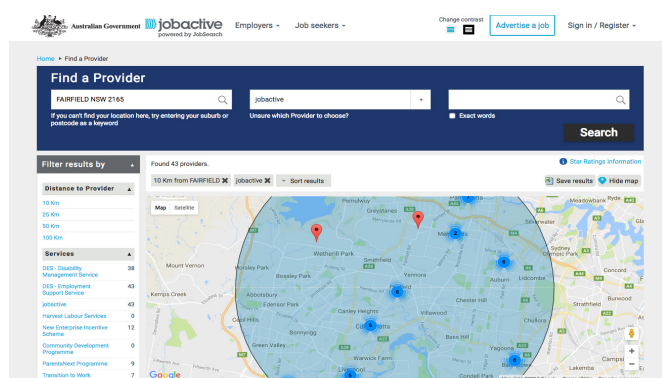 Australian Government
jobactive
powered by JobSearch
Employers
Job seekers
Change contrast
Advertise a job
Sign in / Register
Home
Find a Provider
Find a Provider
FAIRFIELD NSW 2165
jobactive
If you can't find your location here, try entering your suburb or
postcode as a keyword
Unsure which Provider to choose?
Exact words
Search
Filter results by
Found 43 providers.
Star Ratings Information
10 Km from FAIRFIELD
jobactive
Sort results
Save results
Hide map
Distance to Provider
10 Km
25 Km
50 Km
100 Km
Services
DES - Disability
Management Service
38
DES - Employment
Support Service
43
jobactive
43
Harvest Labour Services
0
New Enterprise Incentive
Scheme
12
Community Development
Programme
0
ParentsNext Programme
9
Transition to Work
7
Map
Satellite
Pemulwuy
Greystanes
Meadowbank
Ryde
Silverwater
Sydney
Olympic Park
Wetherill Park
Smithfield
Mount Vernon
Horsley Park
Bossley Park
Yennora
Auburn
Lidcombe
Concord
Kemps Creek
Abbotsbury
Edensor Park
Canley Heights
Villawood
Chester Hill
Strathfield
Burwood
Chullora
Cecil Hills
Bonnyrigg
Bass Hill
Green Valley
Yagoona
Warwick Farm
Liverpool
Lakemba
Condell Park
Google